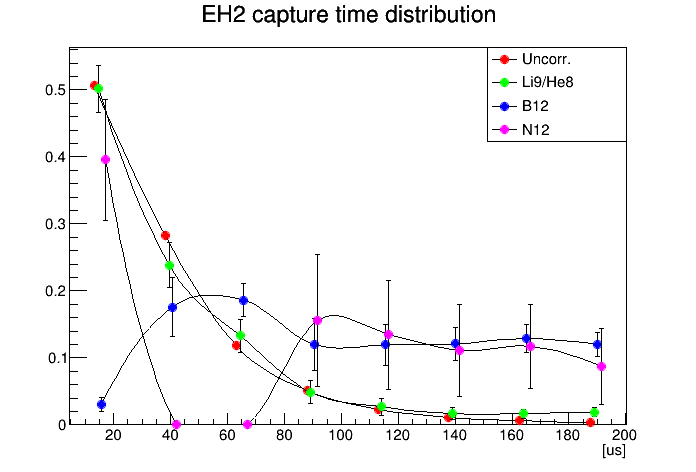 EH2 capture time distribution
Uncorr.
Li9/He8
B12
N12
0.5
0.4
0.3
0.2
0.1
0
20 40 60 80 100 120 140 160 180 200
[us]